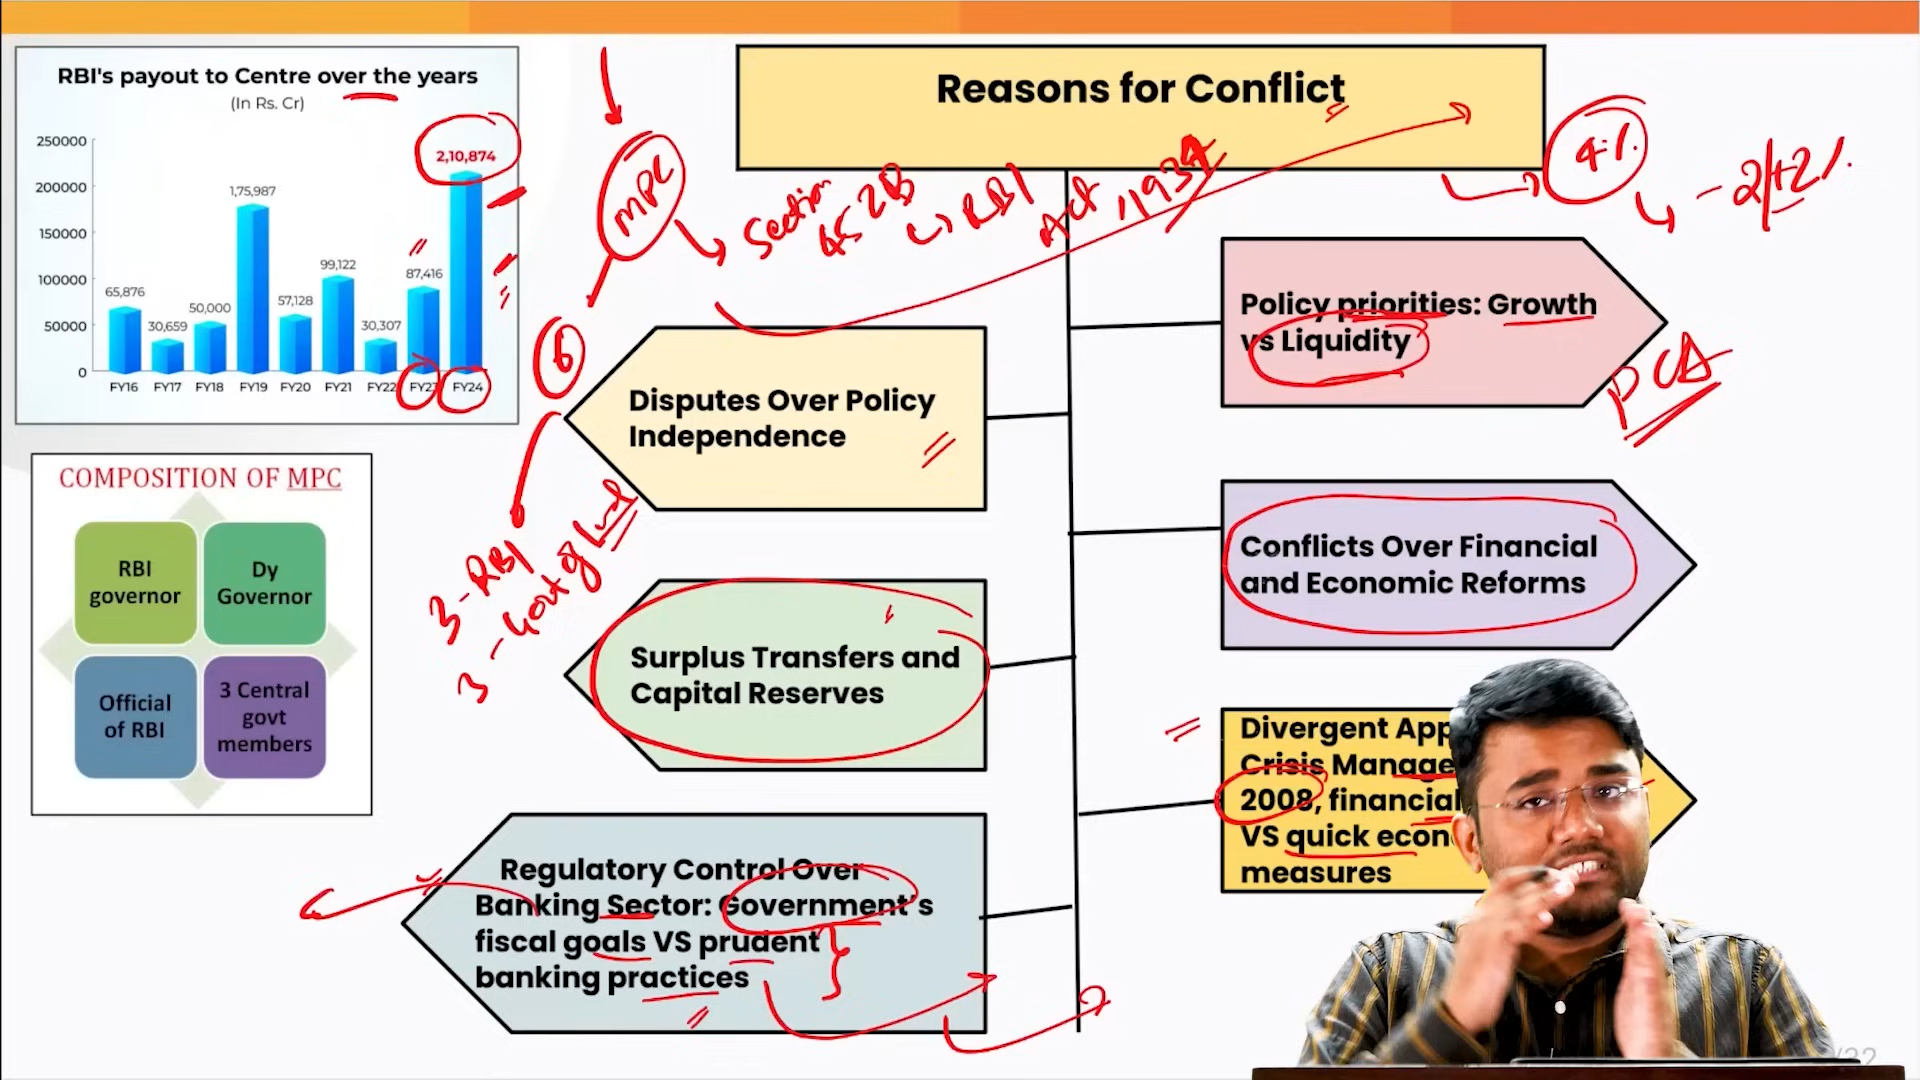 RBI's payout to Centre over the years
(In Rs. Cr)
250000
200000
150000
100000
50000
0
65,876
30,659
50,000
1,75,987
57,128
99,122
30,307
87,416
2,10,874
FY16
FY17
FY18
FY19
FY20
FY21
FY22
FY23
FY24
COMPOSITION OF MPC
RBI
governor
Dy
Governor
Official
of RBI
3 Central
govt
members
Reasons for Conflict
MPC
Section
45 ZB
RBI
Act 1934
4%
-2/+2%
6
3-RBI
3-Govt of Ind
Disputes Over Policy
Independence
Surplus Transfers and
Capital Reserves
Regulatory Control Over
Banking Sector: Government's
fiscal goals VS prudent
banking practices
Policy priorities: Growth
vs Liquidity
PCA
Conflicts Over Financial
and Economic Reforms
Divergent App
Crisis Manage
2008, financial
VS quick econ
measures